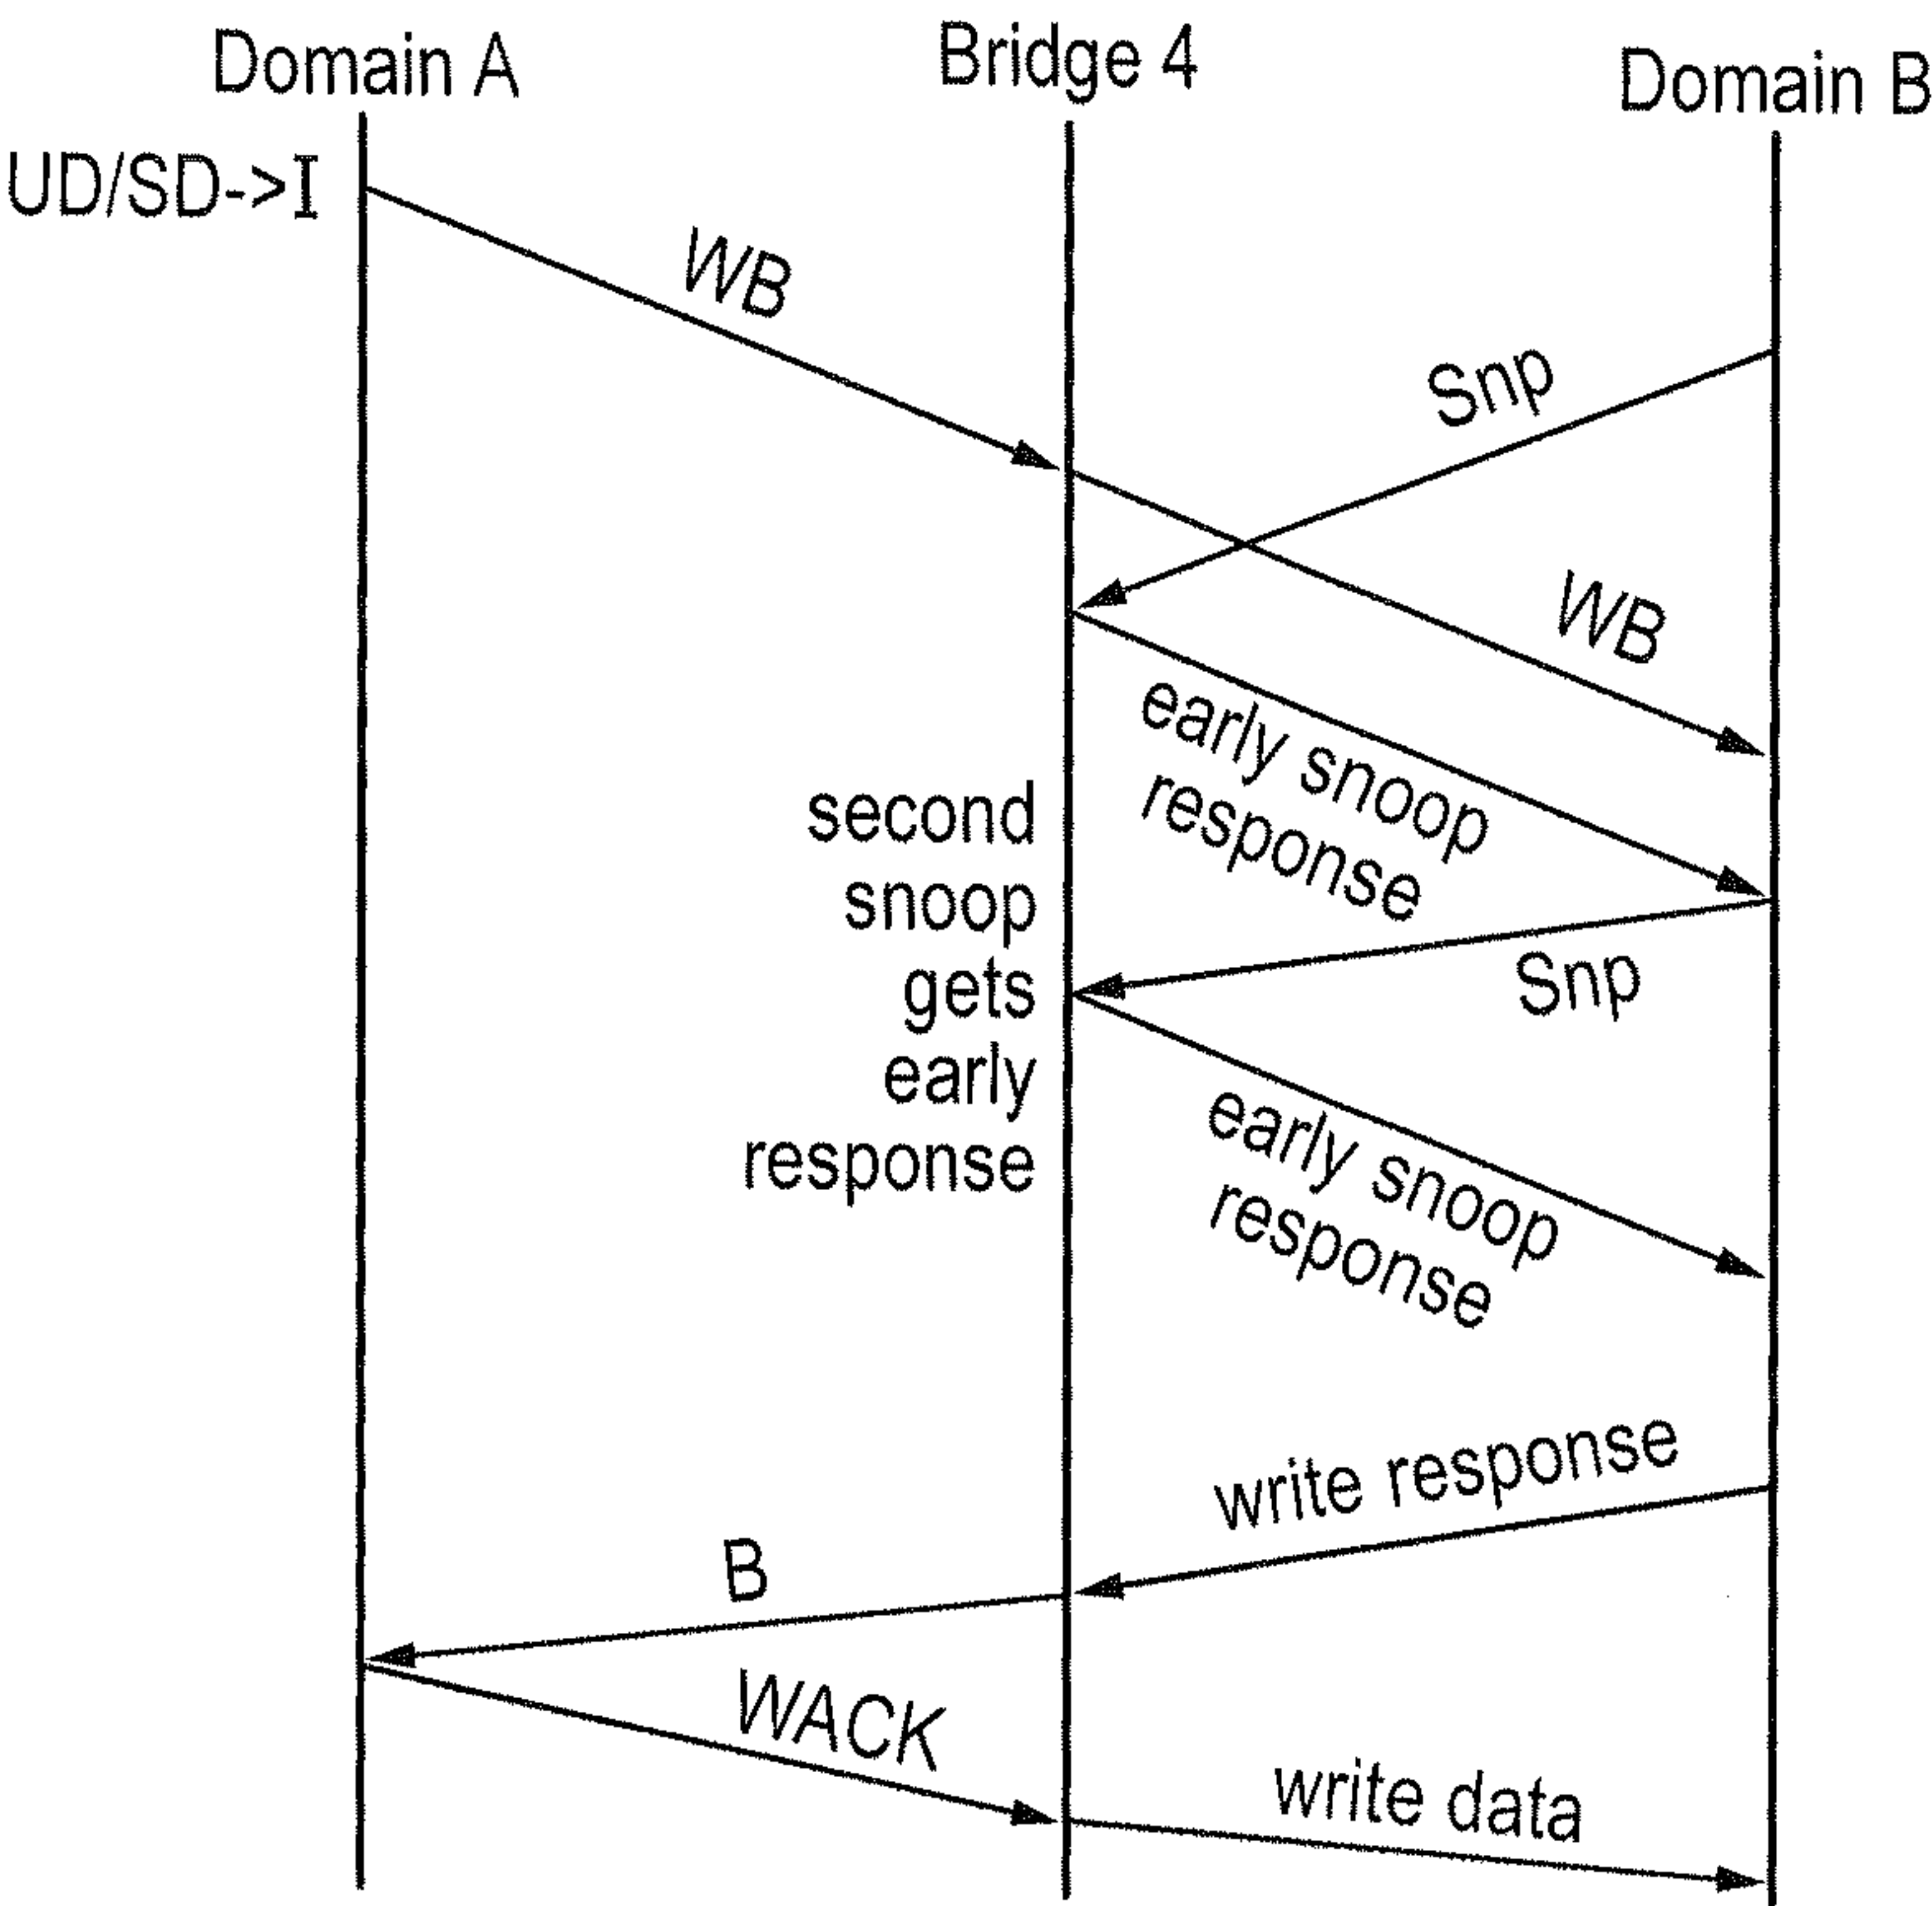 Domain A
Bridge 4
Domain B
UD/SD->I
WB
Snp
WB
early snoop
response
second
snoop
gets
early
response
Snp
early snoop
response
write response
B
WACK
write data